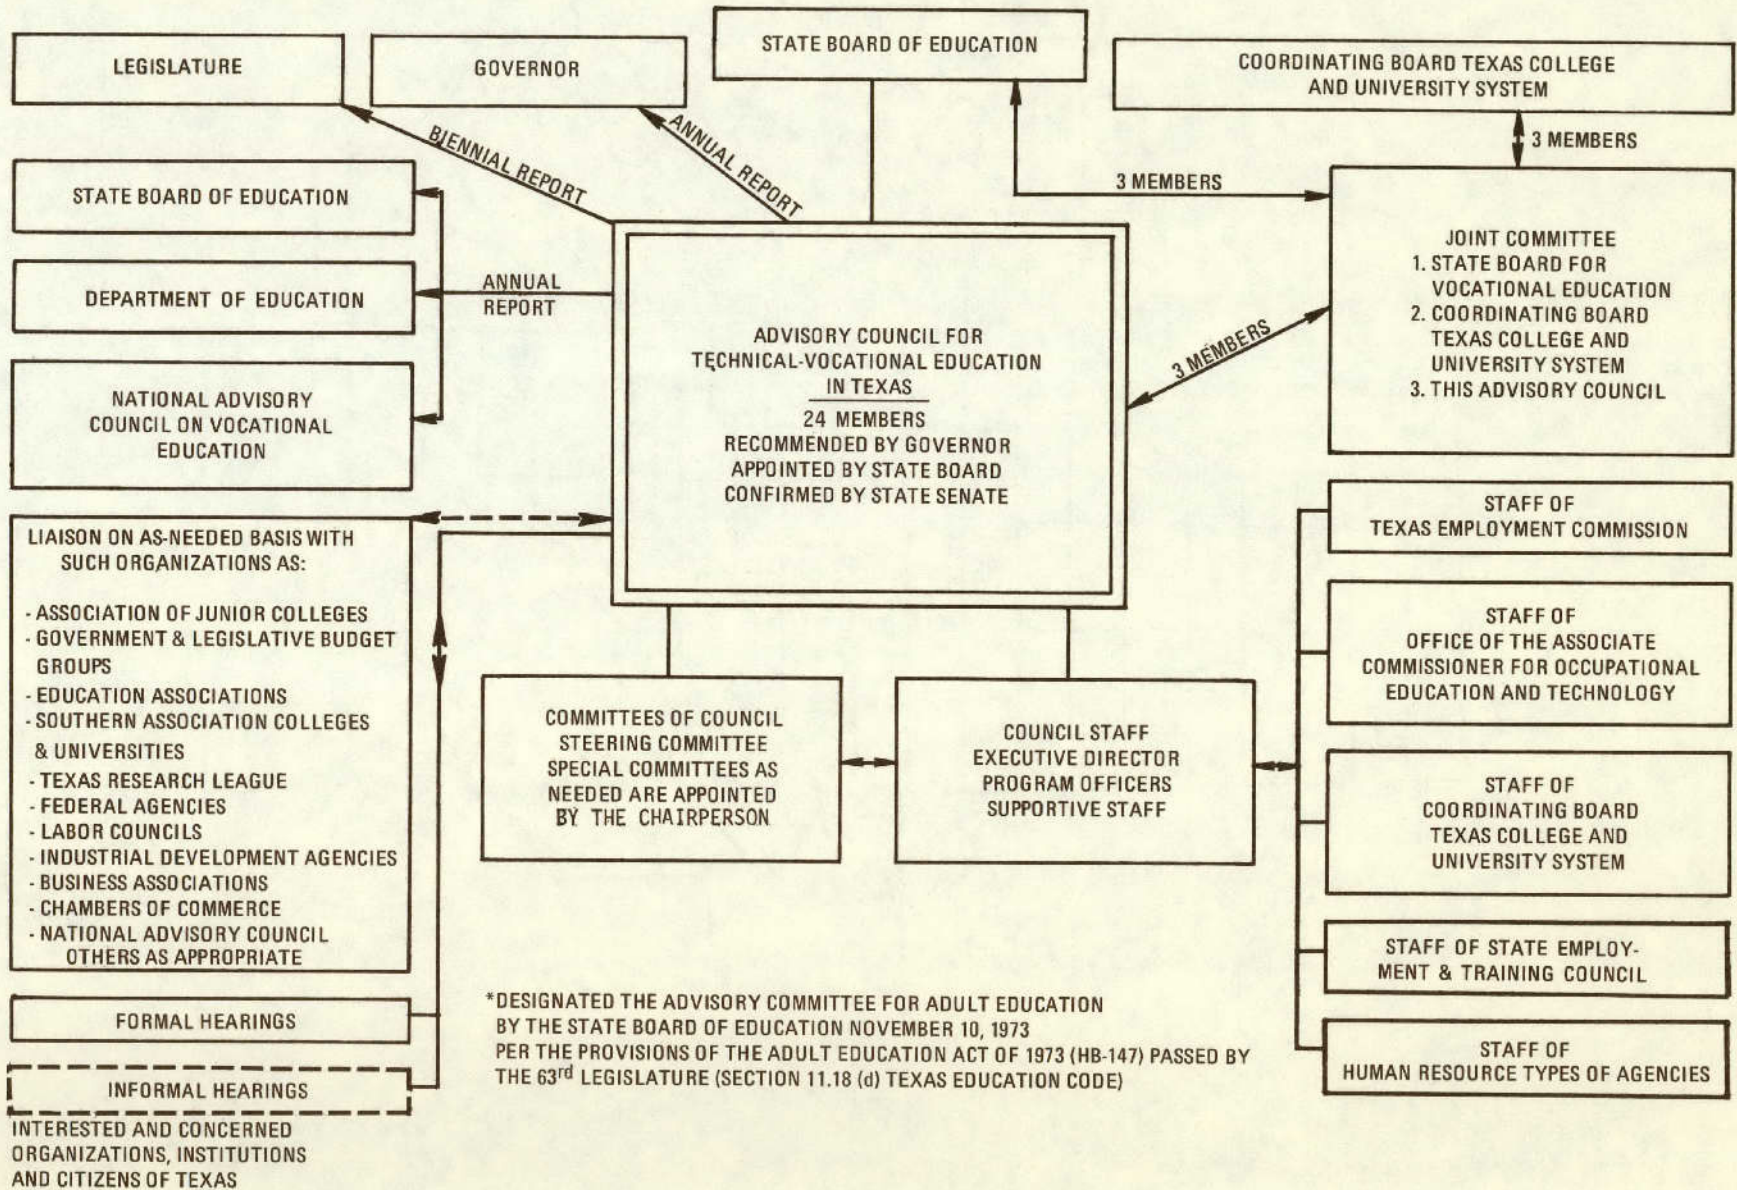 STATE BOARD OF EDUCATION
LEGISLATURE
GOVERNOR
COORDINATING BOARD TEXAS COLLEGE
AND UNIVERSITY SYSTEM
BIENNIAL REPORT
ANNUAL REPORT
3 MEMBERS
3 MEMBERS
STATE BOARD OF EDUCATION
DEPARTMENT OF EDUCATION
ANNUAL
REPORT
NATIONAL ADVISORY
COUNCIL ON VOCATIONAL
EDUCATION
ADVISORY COUNCIL FOR
TECHNICAL-VOCATIONAL EDUCATION
IN TEXAS
24 MEMBERS
RECOMMENDED BY GOVERNOR
APPOINTED BY STATE BOARD
CONFIRMED BY STATE SENATE
3 MEMBERS
JOINT COMMITTEE
1. STATE BOARD FOR
VOCATIONAL EDUCATION
2. COORDINATING BOARD
TEXAS COLLEGE AND
UNIVERSITY SYSTEM
3. THIS ADVISORY COUNCIL
LIAISON ON AS-NEEDED BASIS WITH
SUCH ORGANIZATIONS AS:
- ASSOCIATION OF JUNIOR COLLEGES
- GOVERNMENT & LEGISLATIVE BUDGET
GROUPS
- EDUCATION ASSOCIATIONS
- SOUTHERN ASSOCIATION COLLEGES
& UNIVERSITIES
- TEXAS RESEARCH LEAGUE
- FEDERAL AGENCIES
- LABOR COUNCILS
- INDUSTRIAL DEVELOPMENT AGENCIES
- BUSINESS ASSOCIATIONS
- CHAMBERS OF COMMERCE
- NATIONAL ADVISORY COUNCIL
OTHERS AS APPROPRIATE
COMMITTEES OF COUNCIL
STEERING COMMITTEE
SPECIAL COMMITTEES AS
NEEDED ARE APPOINTED
BY THE CHAIRPERSON
COUNCIL STAFF
EXECUTIVE DIRECTOR
PROGRAM OFFICERS
SUPPORTIVE STAFF
STAFF OF
TEXAS EMPLOYMENT COMMISSION
STAFF OF
OFFICE OF THE ASSOCIATE
COMMISSIONER FOR OCCUPATIONAL
EDUCATION AND TECHNOLOGY
STAFF OF
COORDINATING BOARD
TEXAS COLLEGE AND
UNIVERSITY SYSTEM
STAFF OF STATE EMPLOY-
MENT & TRAINING COUNCIL
STAFF OF
HUMAN RESOURCE TYPES OF AGENCIES
FORMAL HEARINGS
INFORMAL HEARINGS
INTERESTED AND CONCERNED
ORGANIZATIONS, INSTITUTIONS
AND CITIZENS OF TEXAS
*DESIGNATED THE ADVISORY COMMITTEE FOR ADULT EDUCATION
BY THE STATE BOARD OF EDUCATION NOVEMBER 10, 1973
PER THE PROVISIONS OF THE ADULT EDUCATION ACT OF 1973 (HB-147) PASSED BY
THE 63rd LEGISLATURE (SECTION 11.18 (d) TEXAS EDUCATION CODE)